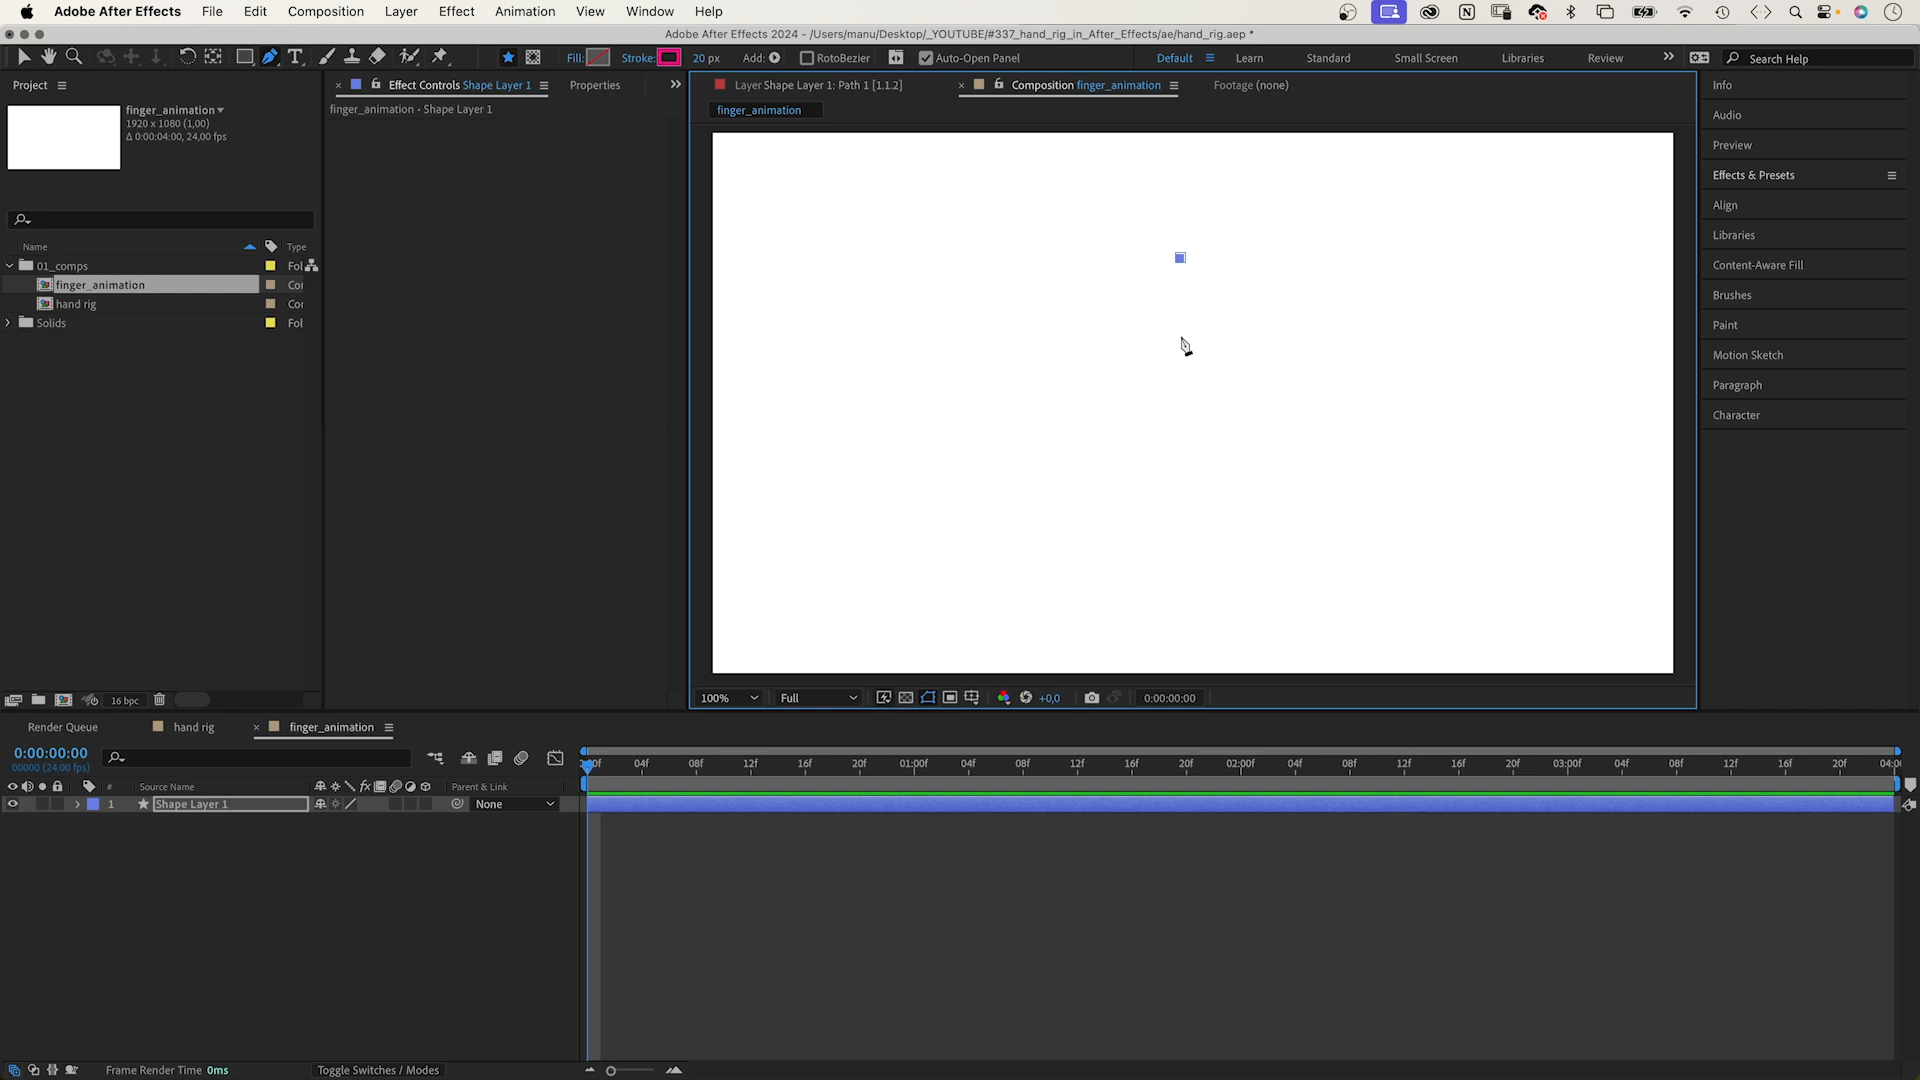 Adobe After Effects File Edit Composition Layer Effect Animation View Window Help
Adobe After Effects 2024 - /Users/manu/Desktop/_YOUTUBE/#337_hand_rig_in_After_Effects/ae/hand_rig.aep *
Fill: Stroke: 20 px Add: RotoBezier Auto-Open Panel Default Learn Standard Small Screen Libraries Review Search Help
Project
finger_animation
1920 x 1080 (1,00)
Δ 0:00:04:00, 24,00 fps
Name Type
01_comps Fol
finger_animation Co
hand rig Co
Solids Fol
16 bpc
Effect Controls Shape Layer 1 Properties
finger_animation • Shape Layer 1
Layer Shape Layer 1: Path 1 [1.1.2] Composition finger_animation Footage (none)
finger_animation
100% Full +0,0 0:00:00:00
Info
Audio
Preview
Effects & Presets
Align
Libraries
Content-Aware Fill
Brushes
Paint
Motion Sketch
Paragraph
Character
Render Queue hand rig finger_animation
0:00:00:00
00000 (24.00 fps)
# Source Name Parent & Link
1 Shape Layer 1 None
04f 08f 12f 16f 20f 01:00f 04f 08f 12f 16f 20f 02:00f 04f 08f 12f 16f 20f 03:00f 04f 08f 12f 16f 20f 04:0
Frame Render Time 0ms Toggle Switches / Modes